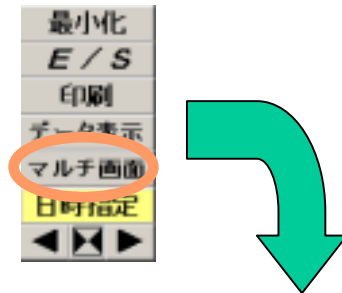 最小化
E / S
印刷
データ表示
マルチ画面
日時指定